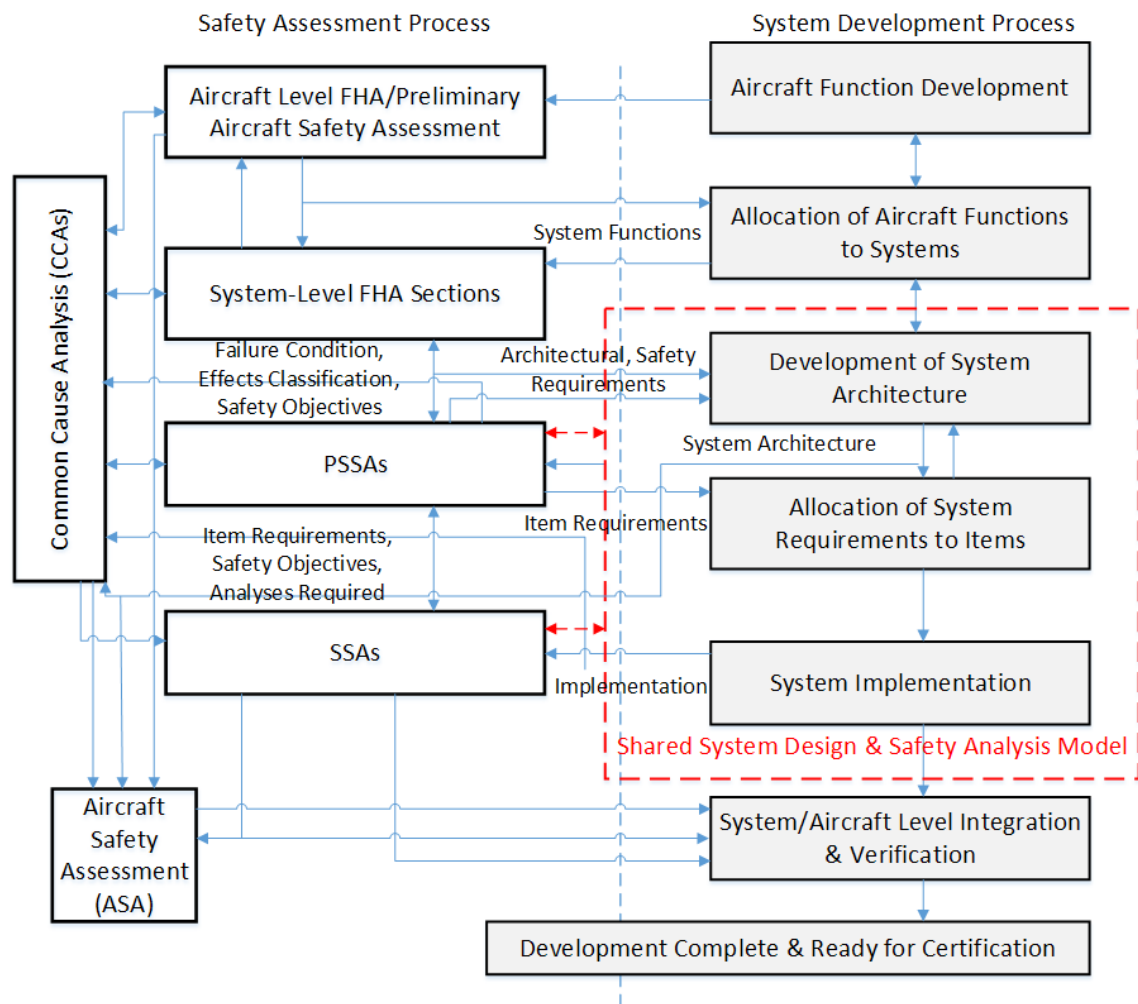 Safety Assessment Process
System Development Process
Aircraft Level FHA/Preliminary
Aircraft Safety Assessment
Aircraft Function Development
Common Cause Analysis (CCAs)
Allocation of Aircraft Functions
to Systems
System Functions
System-Level FHA Sections
Failure Condition,
Effects Classification,
Safety Objectives
Architectural, Safety
Requirements
Development of System
Architecture
PSSAs
System Architecture
Item Requirements
Allocation of System
Requirements to Items
Item Requirements,
Safety Objectives,
Analyses Required
SSAs
Implementation
System Implementation
Shared System Design & Safety Analysis Model
Aircraft
Safety
Assessment
(ASA)
System/Aircraft Level Integration
& Verification
Development Complete & Ready for Certification